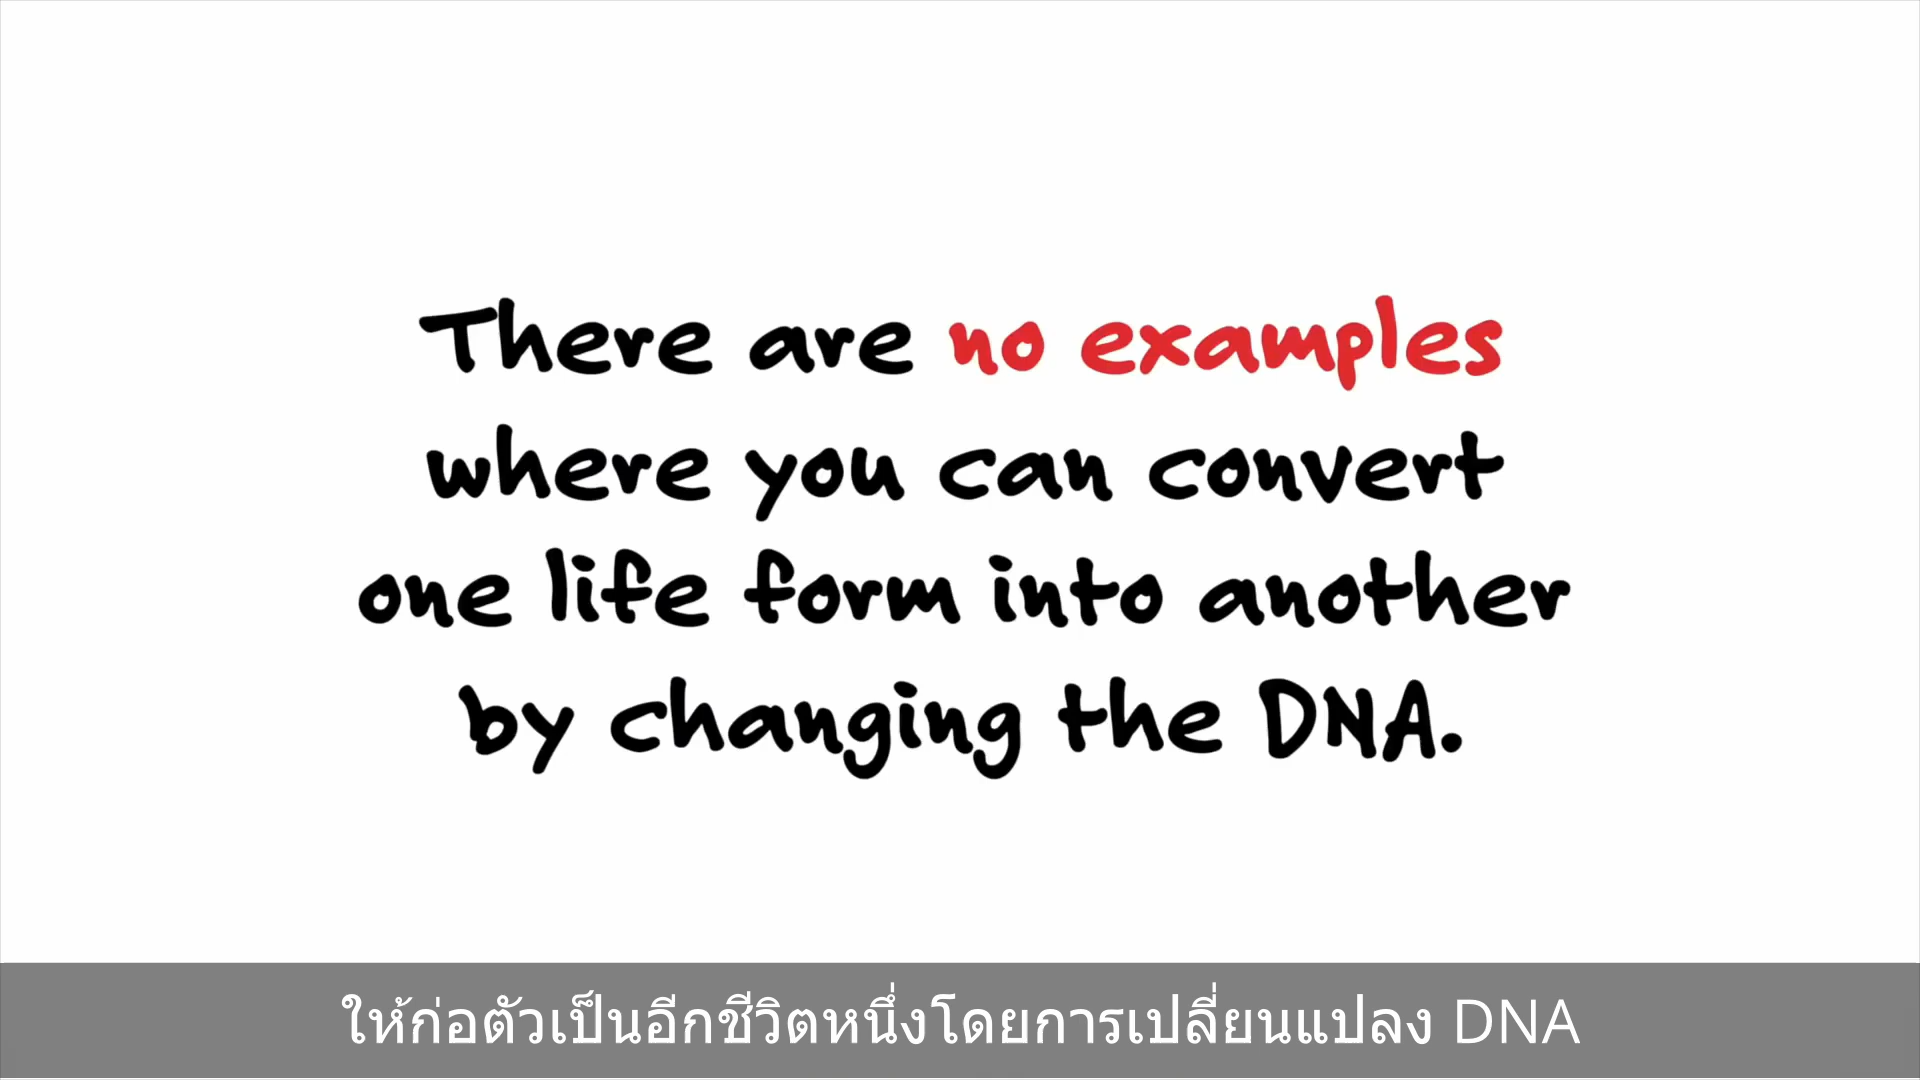 There are no examples
where you can convert
one life form into another
by changing the DNA.
ให้ก่อตัวเป็นอีกชีวิตหนึ่งโดยการเปลี่ยนแปลง DNA